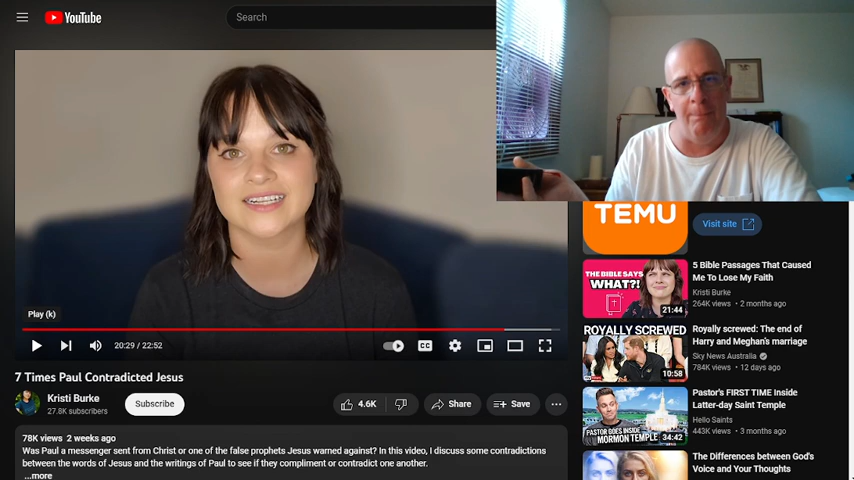 YouTube
Search
TEMU
Visit site
Play (k)
20:29 / 22:52
CC
7 Times Paul Contradicted Jesus
Kristi Burke
27.8K subscribers
Subscribe
4.6K
Share
Save
78K views 2 weeks ago
Was Paul a messenger sent from Christ or one of the false prophets Jesus warned against? In this video, I discuss some contradictions
between the words of Jesus and the writings of Paul to see if they compliment or contradict one another.
...more
THE BIBLE SAYS
WHAT?!
21:44
5 Bible Passages That Caused
Me To Lose My Faith
Kristi Burke
264K views • 2 months ago
ROYALLY SCREWED
10:58
Royally screwed: The end of
Harry and Meghan's marriage
Sky News Australia
784K views • 12 days ago
PASTOR GOES INSIDE
MORMON TEMPLE
34:42
Pastor's FIRST TIME Inside
Latter-day Saint Temple
Hello Saints
443K views • 3 months ago
The Differences between God's
Voice and Your Thoughts